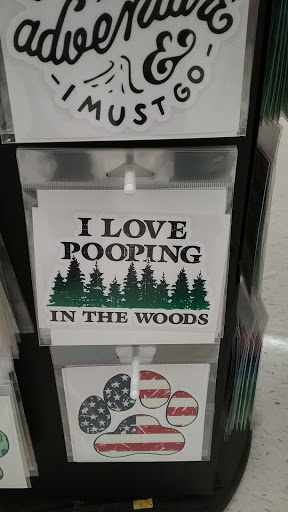 adventure
&
I MUST GO
I LOVE
POOPING
IN THE WOODS